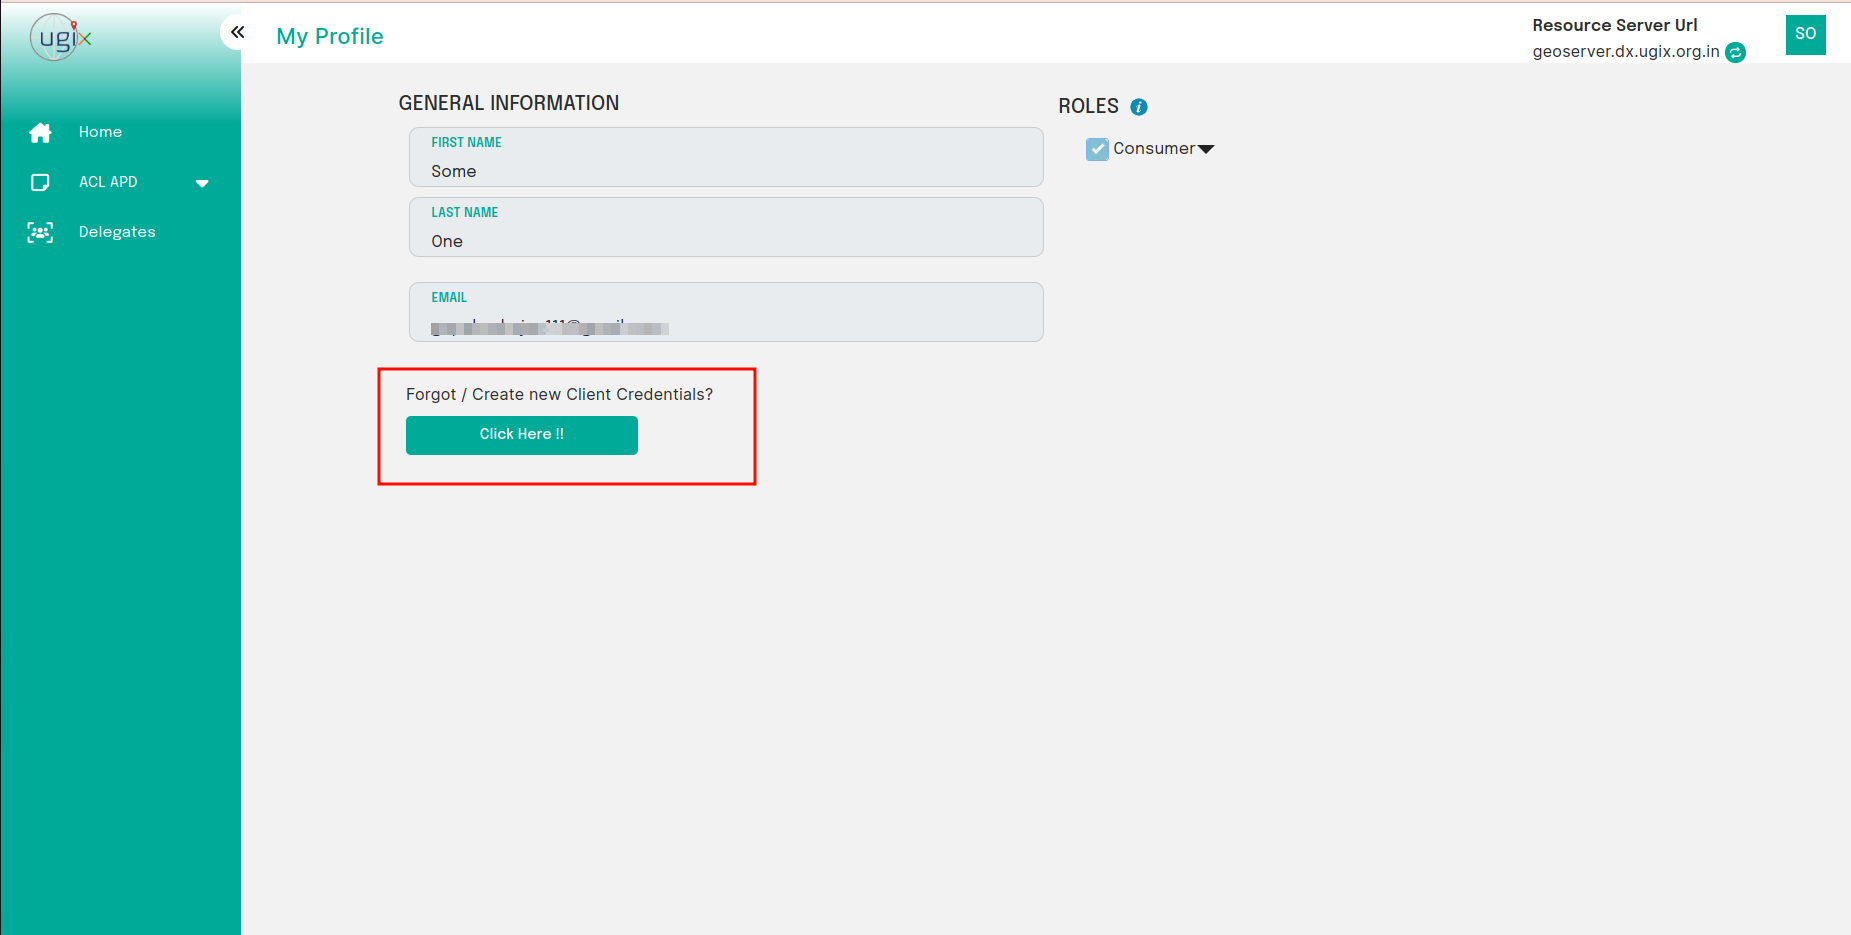 ugix
My Profile
Resource Server Url
geoserver.dx.ugix.org.in
SO
Home
ACL APD
Delegates
GENERAL INFORMATION
FIRST NAME
Some
LAST NAME
One
EMAIL
Forgot / Create new Client Credentials?
Click Here !!
ROLES
Consumer